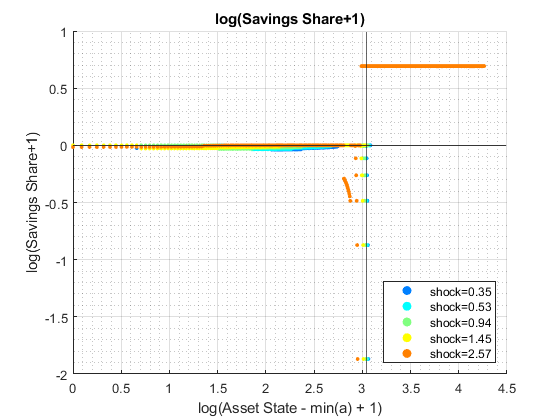 log(Savings Share+1)
log(Savings Share+1)
1
0.5
0
-0.5
-1
-1.5
-2
0
0.5
1
1.5
2
2.5
3
3.5
4
4.5
log(Asset State - min(a) + 1)
shock=0.35
shock=0.53
shock=0.94
shock=1.45
shock=2.57